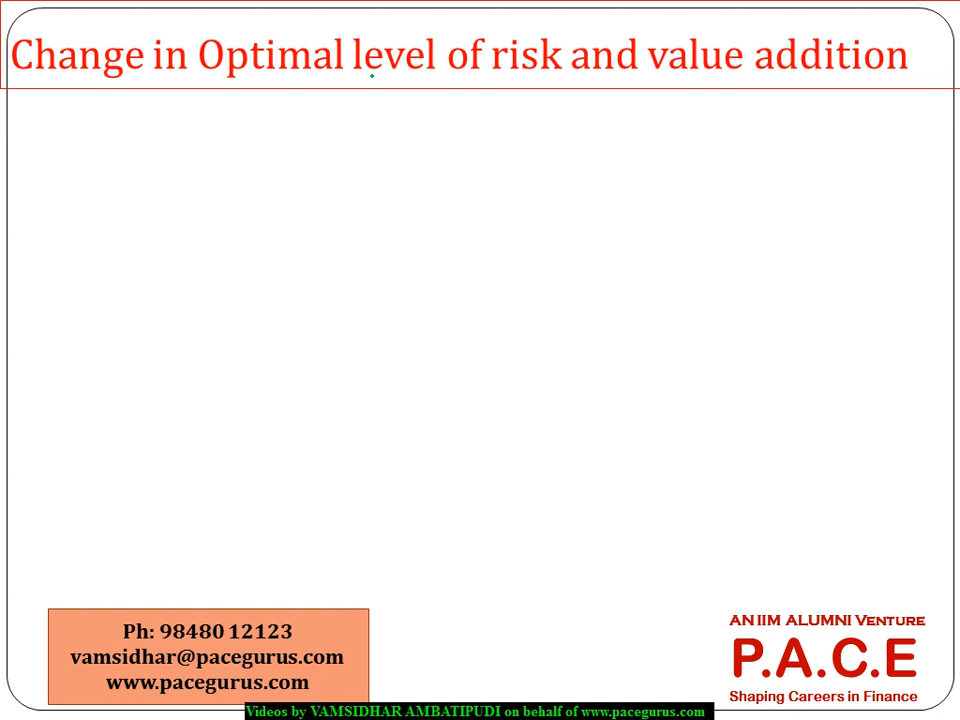 Change in Optimal level of risk and value addition
Ph: 98480 12123
vamsidhar@pacegurus.com
www.pacegurus.com
AN IIM ALUMNI VENTURE
P.A.C.E
Shaping Careers in Finance
Videos by VAMSIDHAR AMBATIPUDI on behalf of www.pacegurus.com